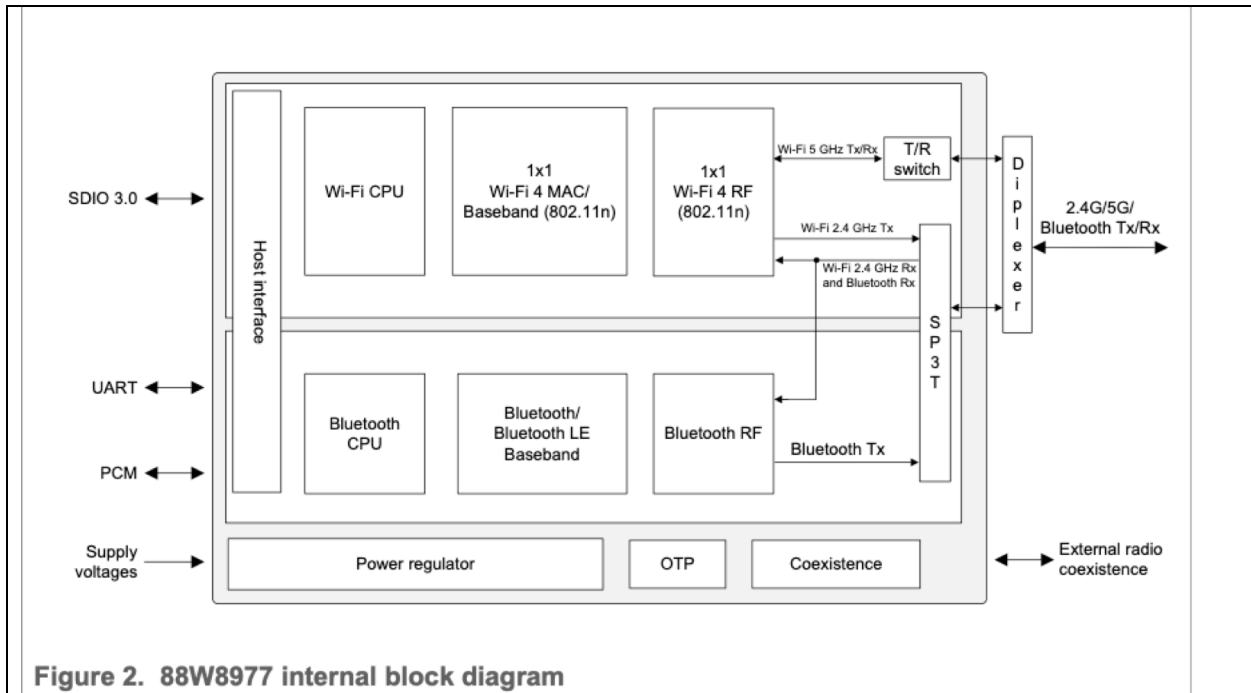 SDIO 3.0
UART
PCM
Supply
voltages
Host interface
Wi-Fi CPU
1x1
Wi-Fi 4 MAC/
Baseband (802.11n)
1x1
Wi-Fi 4 RF
(802.11n)
Wi-Fi 5 GHz Tx/Rx
T/R
switch
Wi-Fi 2.4 GHz Tx
Wi-Fi 2.4 GHz Rx
and Bluetooth Rx
SP3T
Diplexer
2.4G/5G/
Bluetooth Tx/Rx
Bluetooth
CPU
Bluetooth/
Bluetooth LE
Baseband
Bluetooth RF
Bluetooth Tx
Power regulator
OTP
Coexistence
External radio
coexistence
Figure 2. 88W8977 internal block diagram